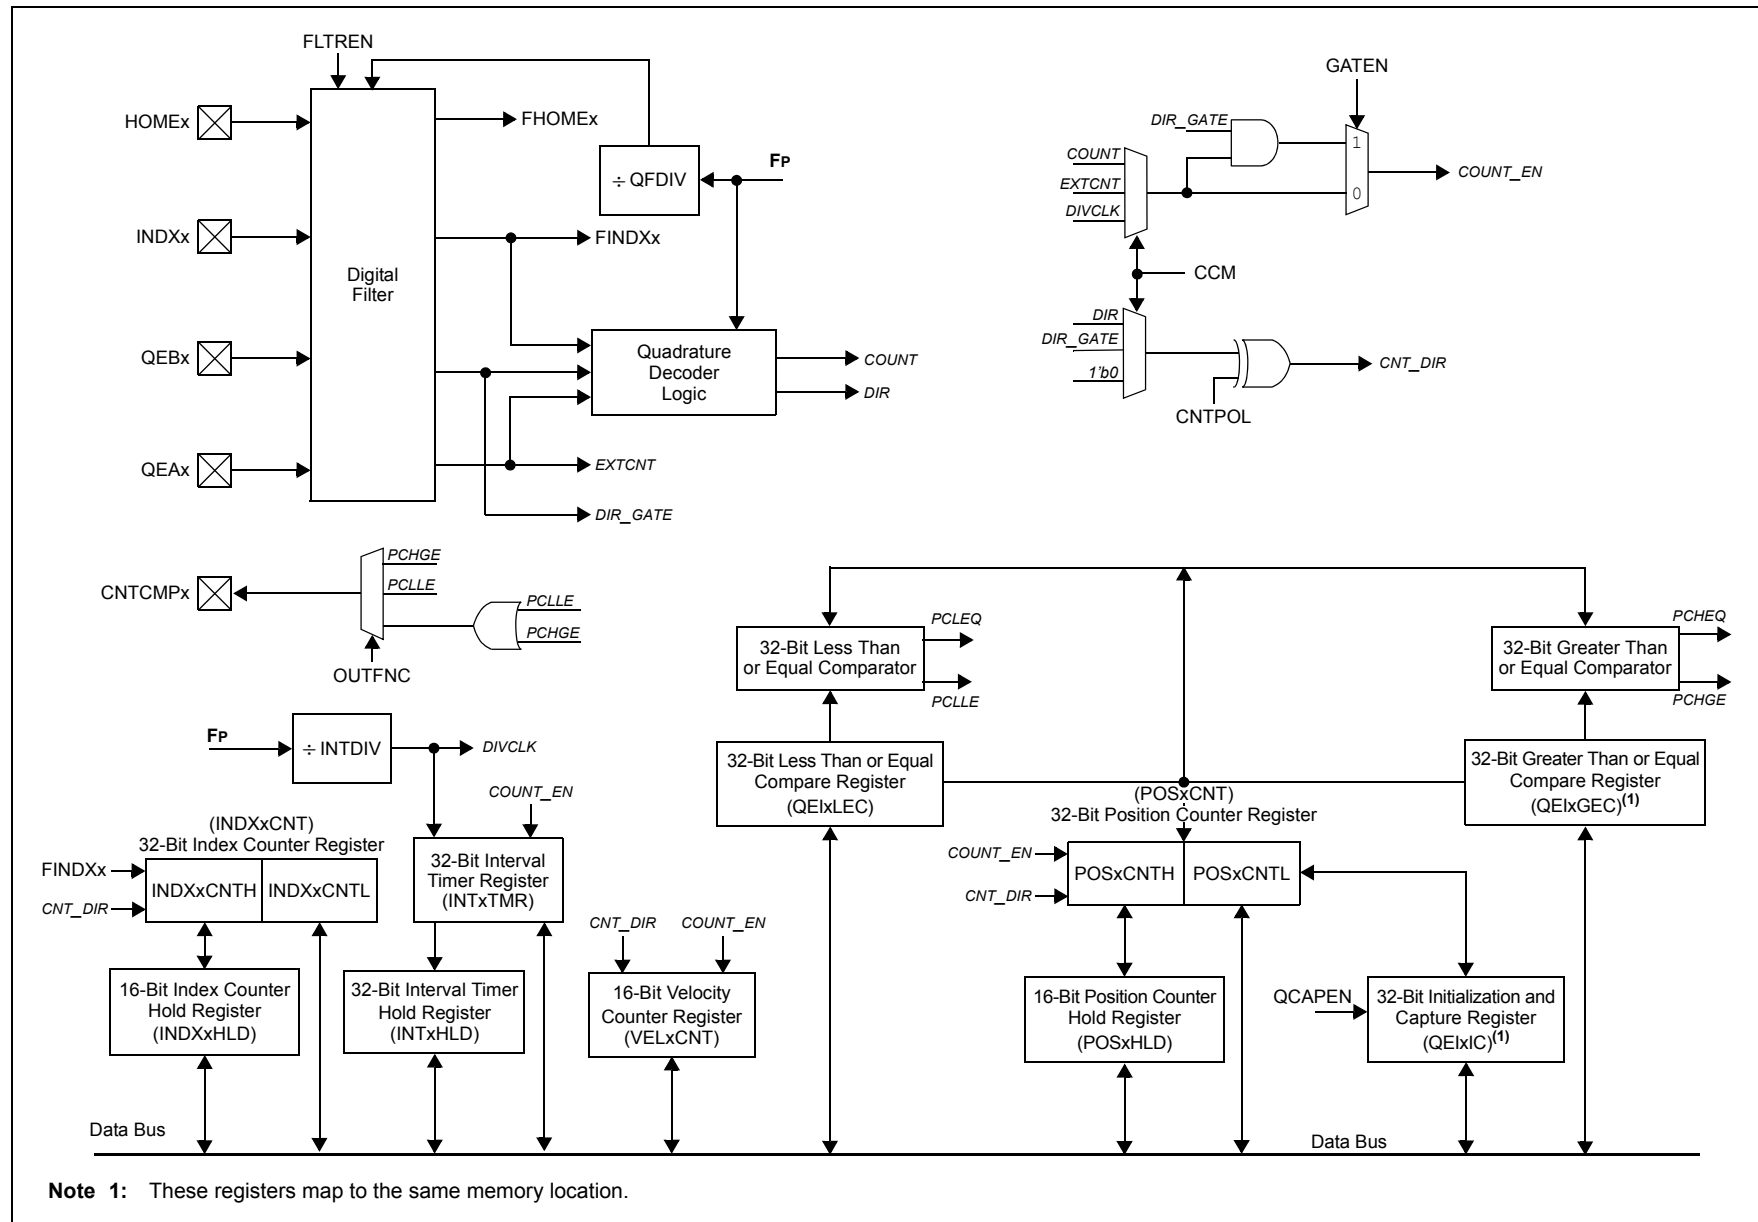 FLTREN
HOMEx
FHOMEx
÷ QFDIV
FP
INDXx
FINDXx
Digital
Filter
QEBx
Quadrature
Decoder
Logic
COUNT
DIR
QEAx
EXTCNT
DIR_GATE
GATEN
DIR_GATE
COUNT
EXTCNT
DIVCLK
1
0
COUNT_EN
CCM
DIR
DIR_GATE
1'b0
CNT_DIR
CNTPOL
CNTCMPx
PCHGE
PCLLE
PCLLE
PCHGE
OUTFNC
32-Bit Less Than
or Equal Comparator
PCLEQ
PCLLE
32-Bit Greater Than
or Equal Comparator
PCHEQ
PCHGE
FP
÷ INTDIV
DIVCLK
COUNT_EN
32-Bit Less Than or Equal
Compare Register
(QEIxLEC)
32-Bit Greater Than or Equal
Compare Register
(QEIxGEC)(1)
(POSxCNT)
32-Bit Position Counter Register
COUNT_EN
CNT_DIR
POSxCNTH
POSxCNTL
(INDXxCNT)
32-Bit Index Counter Register
FINDXx
CNT_DIR
INDXxCNTH
INDXxCNTL
32-Bit Interval
Timer Register
(INTxTMR)
CNT_DIR
COUNT_EN
16-Bit Index Counter
Hold Register
(INDXxHLD)
32-Bit Interval Timer
Hold Register
(INTxHLD)
16-Bit Velocity
Counter Register
(VELxCNT)
16-Bit Position Counter
Hold Register
(POSxHLD)
QCAPEN
32-Bit Initialization and
Capture Register
(QEIxIC)(1)
Data Bus
Data Bus
Note 1: These registers map to the same memory location.